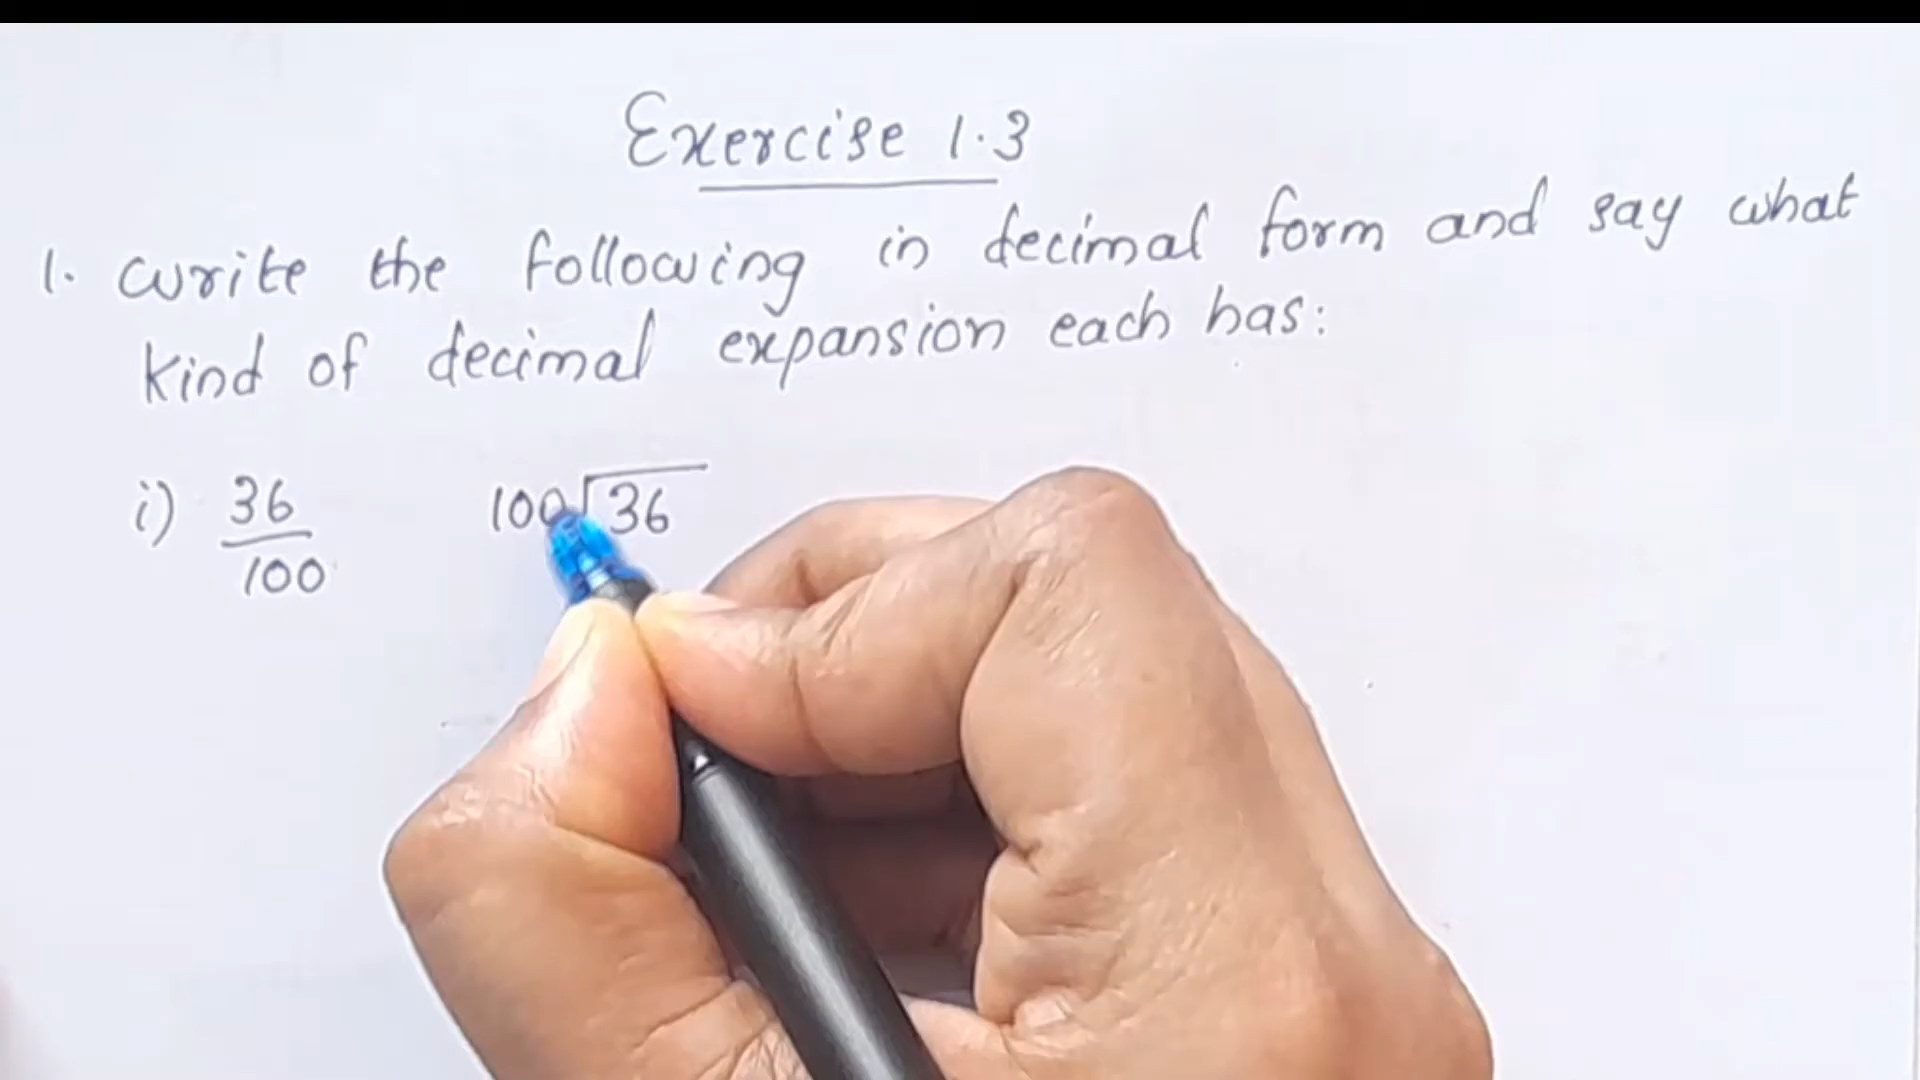 Exercise 1.3
1. Write the following in decimal form and say what
kind of decimal expansion each has:
i) 36/100 100√36